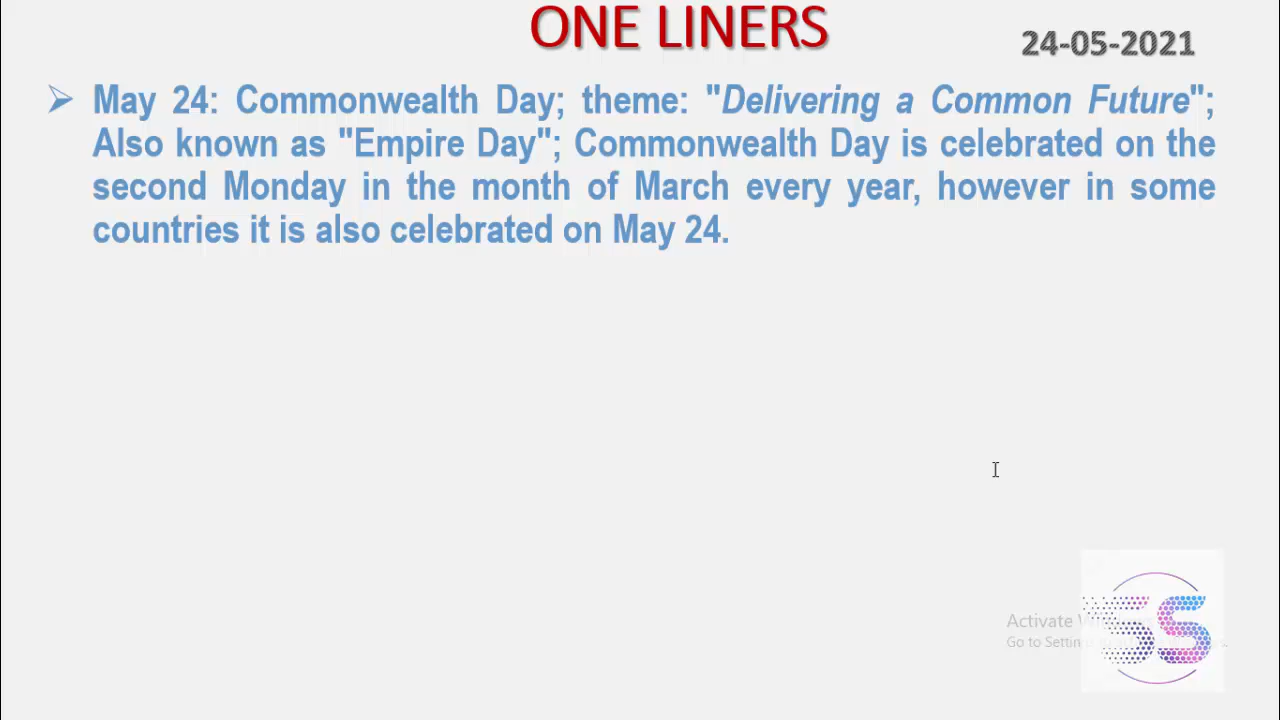 ONE LINERS
24-05-2021
May 24: Commonwealth Day; theme: "Delivering a Common Future";
Also known as "Empire Day"; Commonwealth Day is celebrated on the
second Monday in the month of March every year, however in some
countries it is also celebrated on May 24.
Activate
Go to
SS